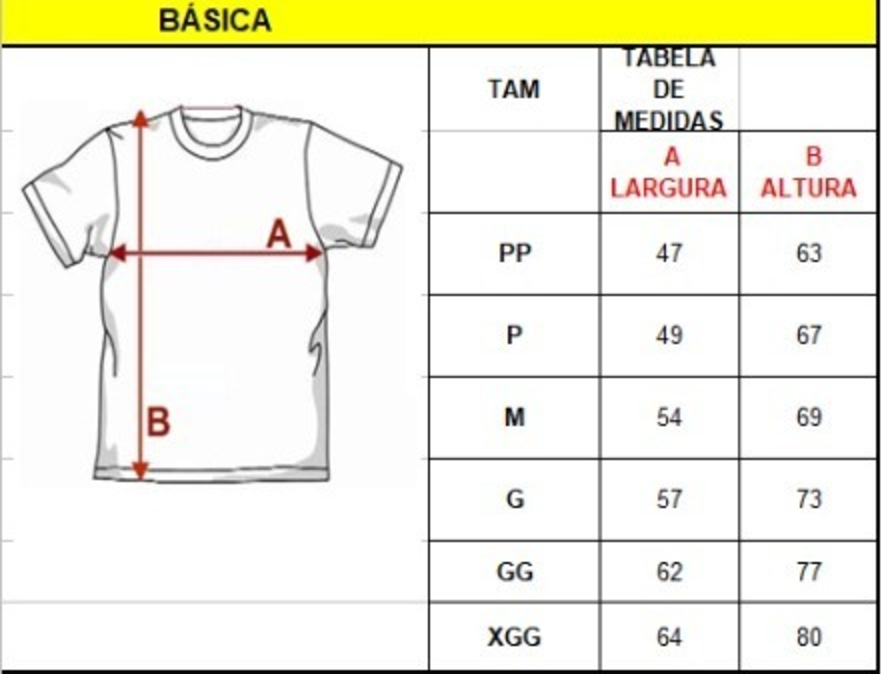 BÁSICA
TAM
TABELA
DE
MEDIDAS
A
LARGURA
B
ALTURA
A
B
PP 47 63
P 49 67
M 54 69
G 57 73
GG 62 77
XGG 64 80